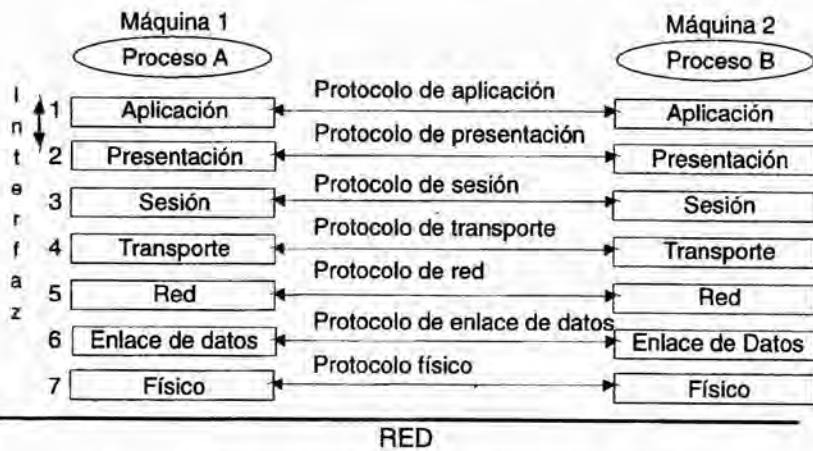 Máquina 1 Máquina 2
Proceso A Proceso B
Interfaz
Protocolo de aplicación
1 Aplicación Aplicación
Protocolo de presentación
2 Presentación Presentación
Protocolo de sesión
3 Sesión Sesión
Protocolo de transporte
4 Transporte Transporte
Protocolo de red
5 Red Red
Protocolo de enlace de datos
6 Enlace de datos Enlace de Datos
Protocolo físico
7 Físico Físico
RED